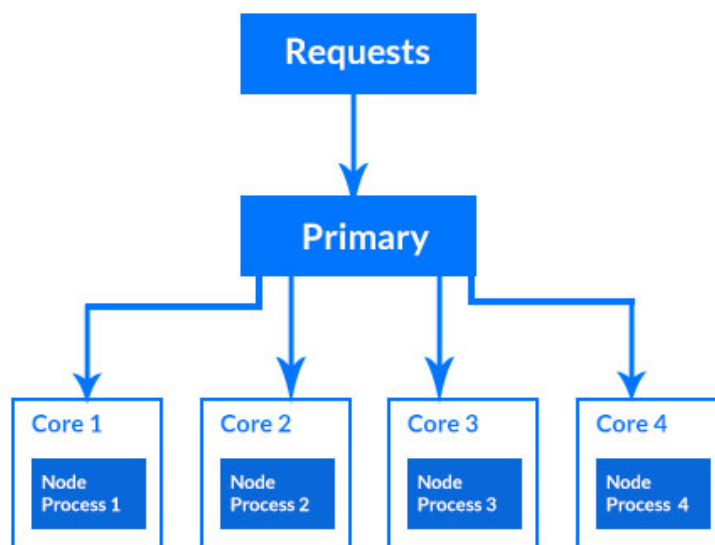 Requests
Primary
Core 1
Core 2
Core 3
Core 4
Node
Process 1
Node
Process 2
Node
Process 3
Node
Process 4